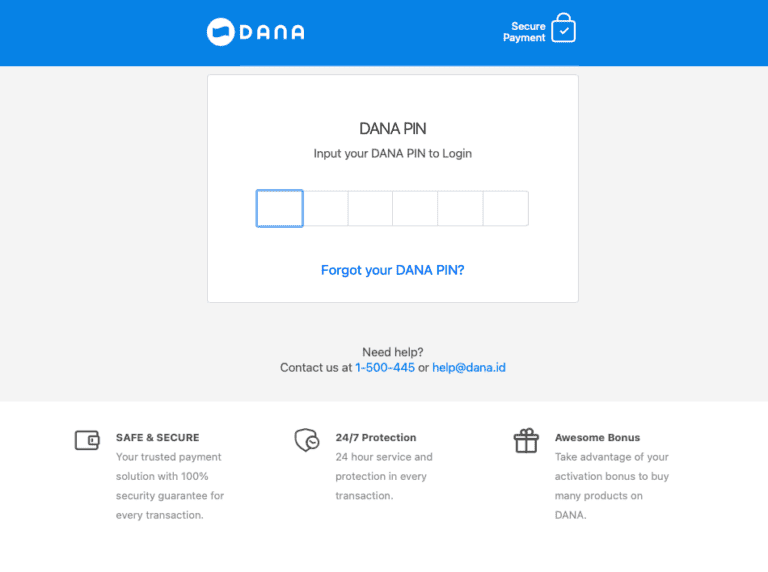 DANA
Secure
Payment
DANA PIN
Input your DANA PIN to Login
Forgot your DANA PIN?
Need help?
Contact us at 1-500-445 or help@dana.id
SAFE & SECURE
Your trusted payment
solution with 100%
security guarantee for
every transaction.
24/7 Protection
24 hour service and
protection in every
transaction.
Awesome Bonus
Take advantage of your
activation bonus to buy
many products on
DANA.